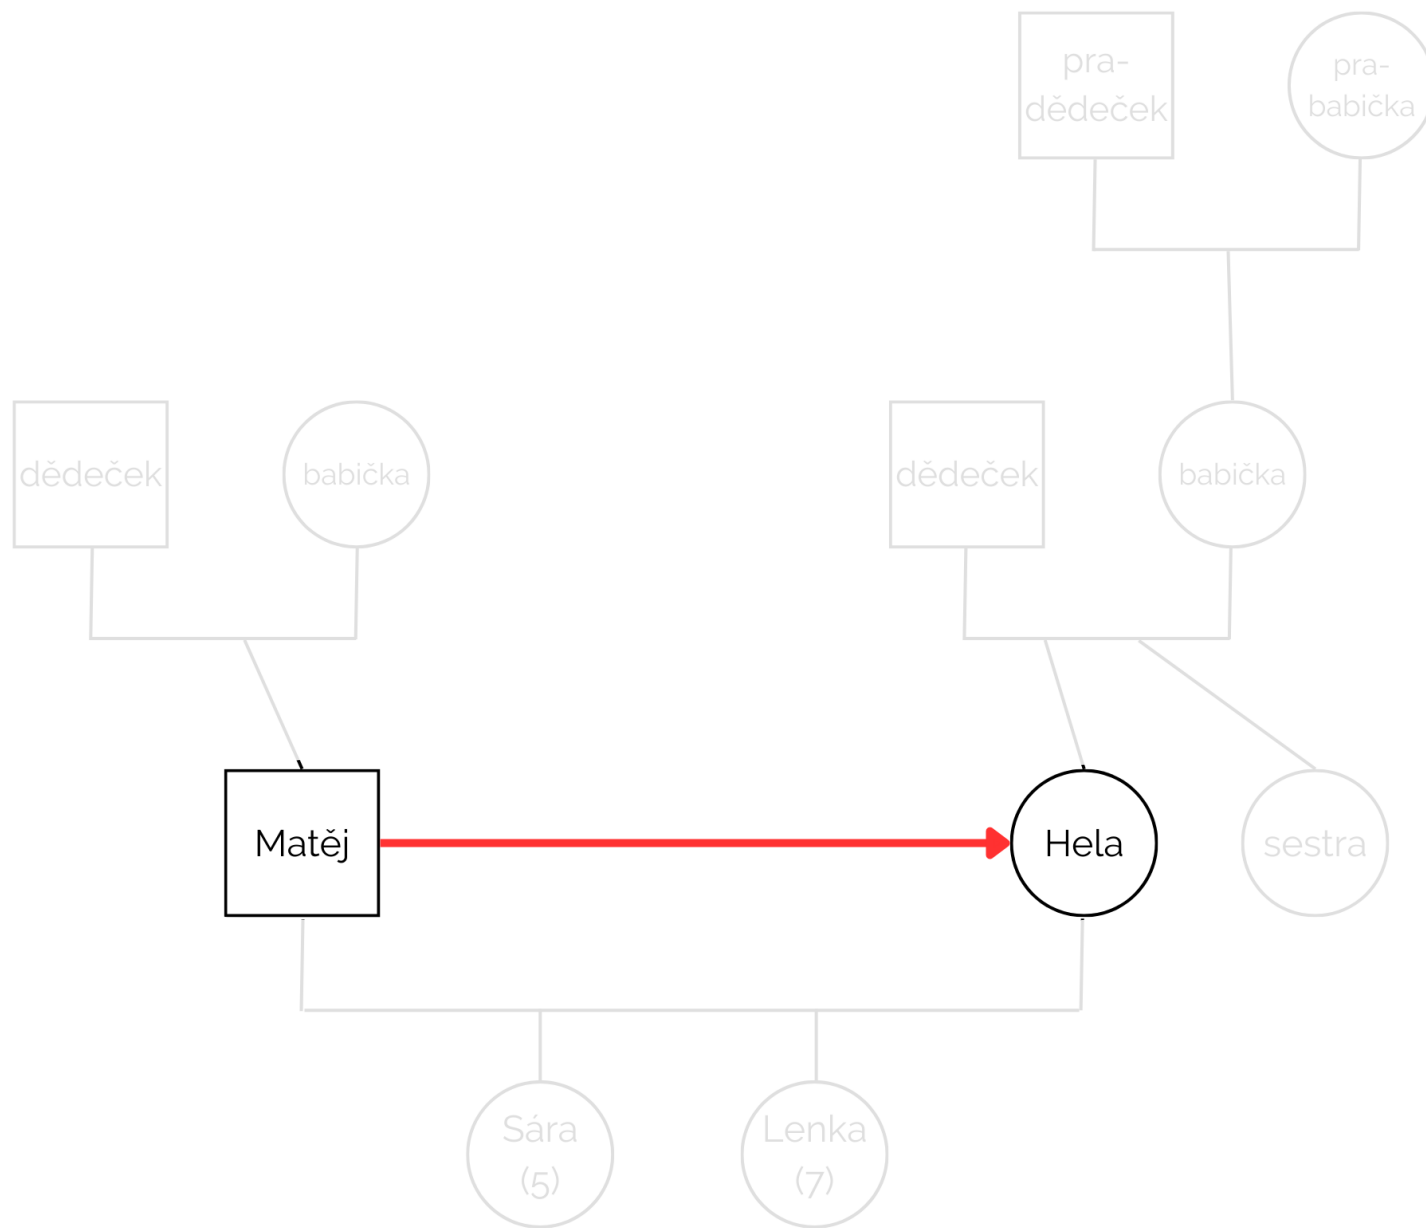 pra-
dědeček
pra-
babička
dědeček
babička
dědeček
babička
Matěj
Hela
sestra
Sára
(5)
Lenka
(7)